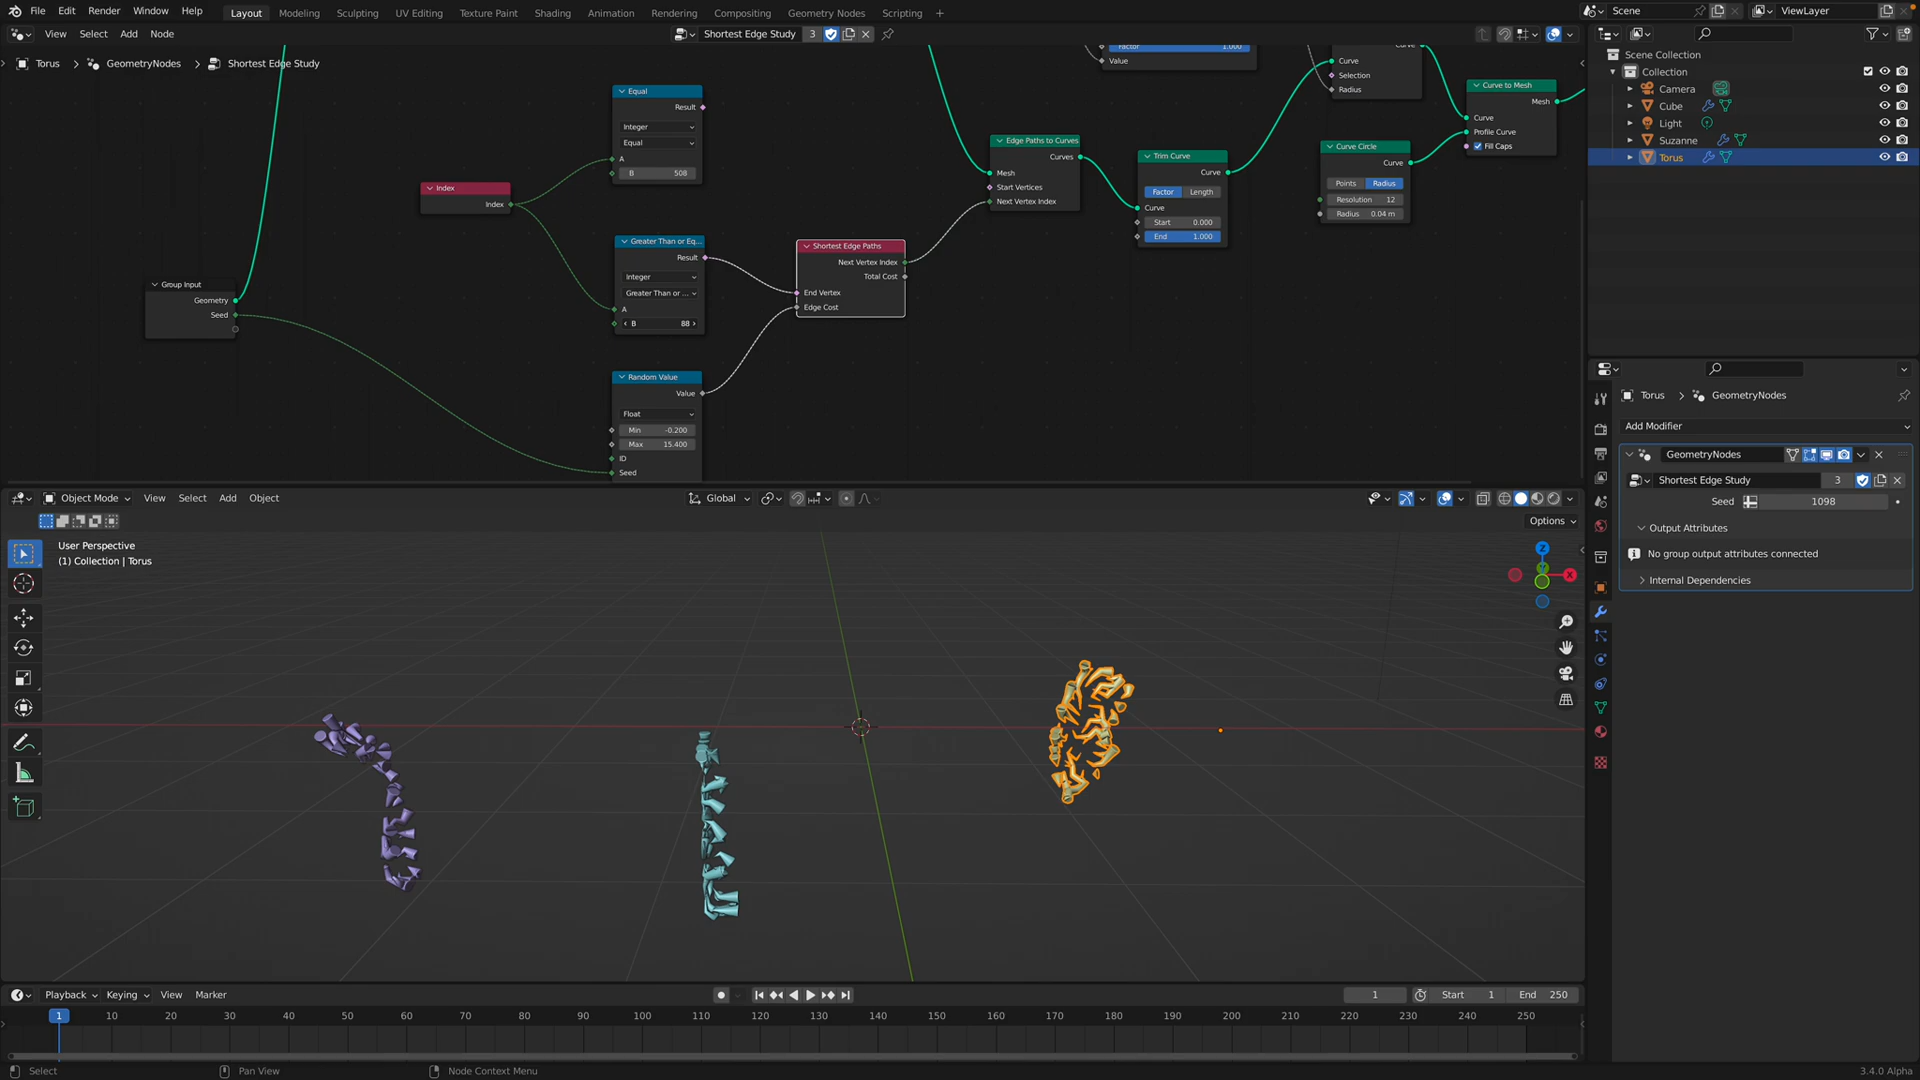 File Edit Render Window Help
Layout Modeling Sculpting UV Editing Texture Paint Shading Animation Rendering Compositing Geometry Nodes Scripting +
Scene ViewLayer
View Select Add Node
Shortest Edge Study 3
Torus > GeometryNodes > Shortest Edge Study
Factor 1.000
Value
Equal
Result
Integer
Equal
A
B 508
Index
Index
Greater Than or Eq...
Result
Integer
Greater Than or ...
A
B 88
Group Input
Geometry
Seed
Random Value
Value
Float
Min -0.200
Max 15.400
ID
Seed
Shortest Edge Paths
Next Vertex Index
Total Cost
End Vertex
Edge Cost
Edge Paths to Curves
Curves
Mesh
Start Vertices
Next Vertex Index
Trim Curve
Curve
Factor Length
Curve
Start 0.000
End 1.000
Curve
Curve
Selection
Radius
Curve Circle
Curve
Points Radius
Resolution 12
Radius 0.04 m
Curve to Mesh
Mesh
Curve
Profile Curve
Fill Caps
Scene Collection
Collection
Camera
Cube
Light
Suzanne
Torus
Torus > GeometryNodes
Add Modifier
GeometryNodes
Shortest Edge Study 3
Seed 1098
Output Attributes
No group output attributes connected
Internal Dependencies
Object Mode View Select Add Object
Global
Options
User Perspective
(1) Collection | Torus
Z
Y
X
Playback Keying View Marker
1 Start 1 End 250
1 10 20 30 40 50 60 70 80 90 100 110 120 130 140 150 160 170 180 190 200 210 220 230 240 250
Select Pan View Node Context Menu
3.4.0 Alpha